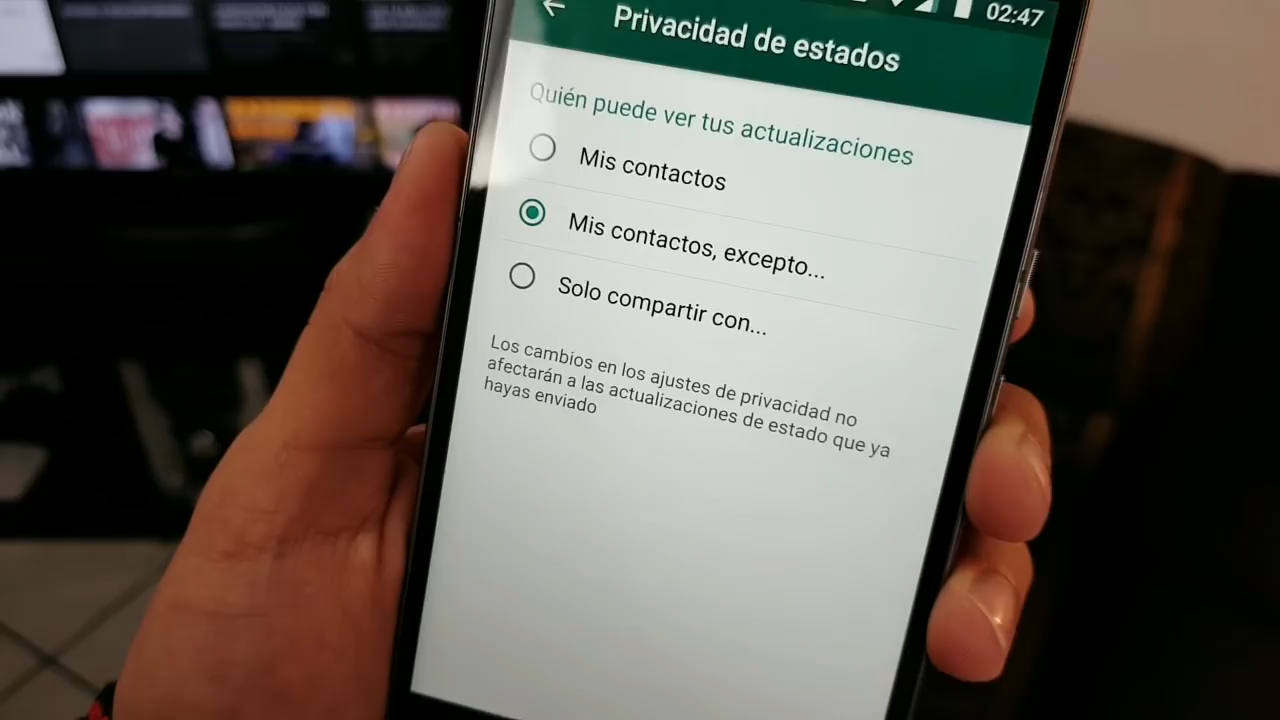 02:47
Privacidad de estados
Quién puede ver tus actualizaciones
Mis contactos
Mis contactos, excepto...
Solo compartir con...
Los cambios en los ajustes de privacidad no
afectarán a las actualizaciones de estado que ya
hayas enviado